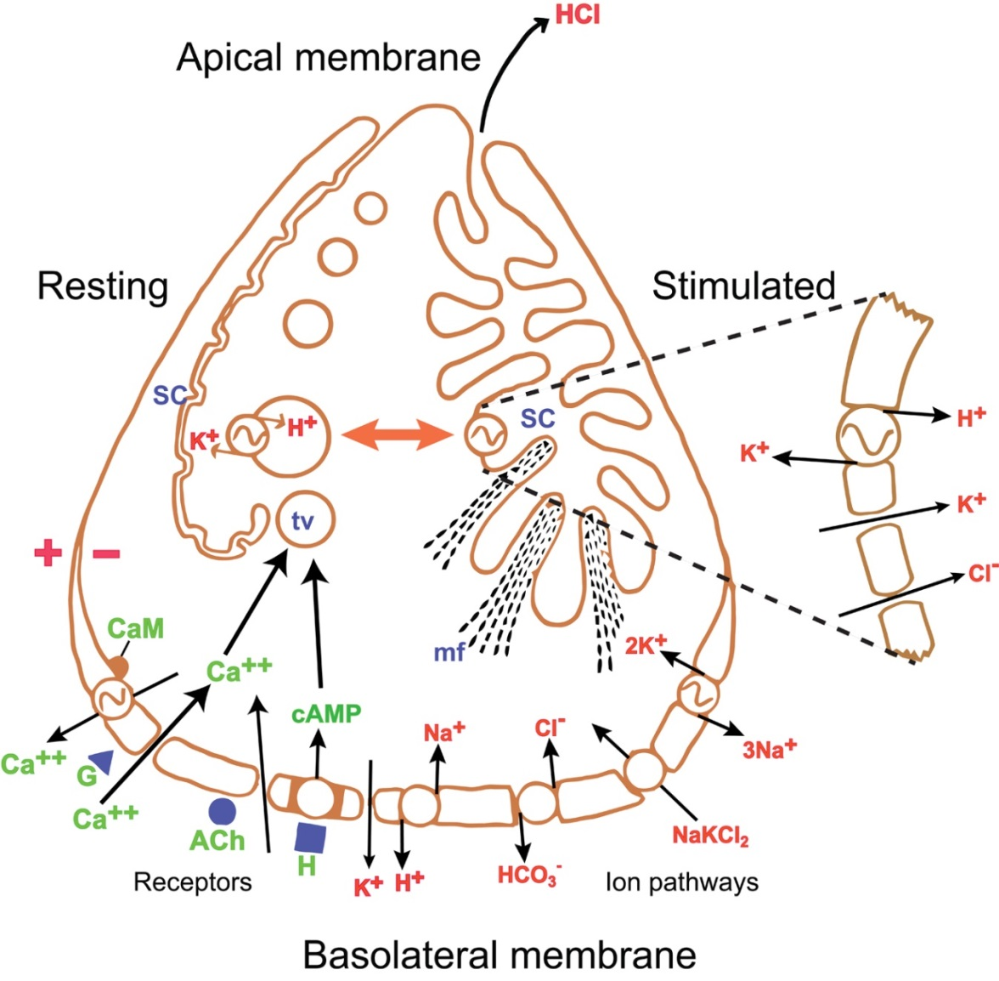 HCl
Apical membrane
Resting
Stimulated
SC
K⁺
H⁺
SC
H⁺
K⁺
K⁺
Cl⁻
tv
+ −
CaM
mf
2K⁺
Ca⁺⁺
cAMP
Na⁺
Cl⁻
3Na⁺
Ca⁺⁺
G
Ca⁺⁺
ACh
H
NaKCl₂
K⁺
H⁺
HCO₃⁻
Receptors
Ion pathways
Basolateral membrane